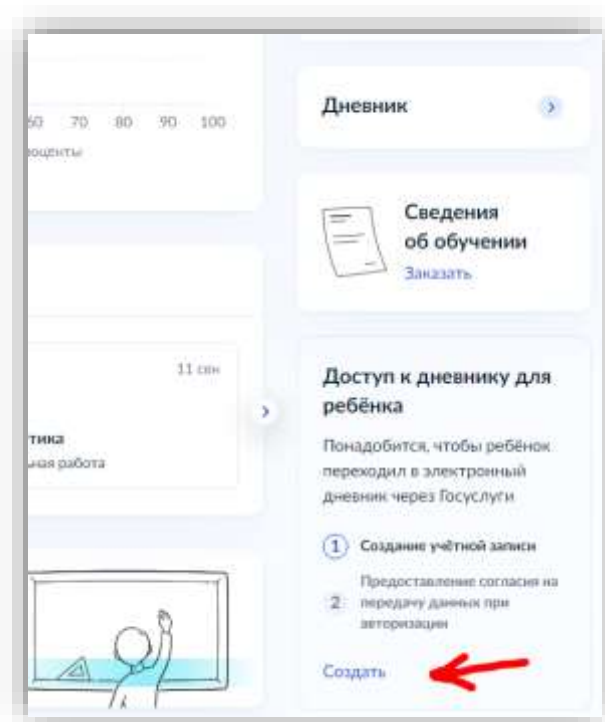 60 70 80 90 100
Дневник
Сведения
об обучении
Заказать
11 сен
Доступ к дневнику для
ребёнка
Понадобится, чтобы ребёнок
переходил в электронный
дневник через Госуслуги
тика
работа
1 Создание учётной записи
Предоставление согласия на
2 передачу данных при
авторизации
Создать